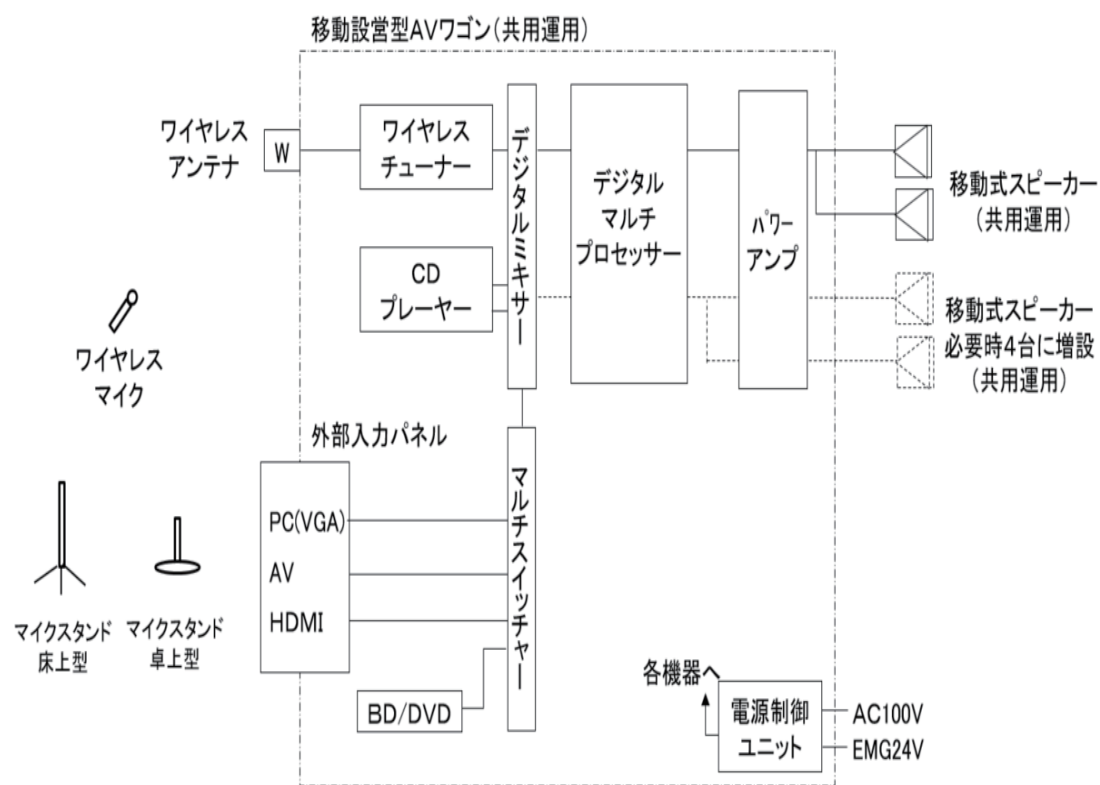 移動設営型AVワゴン(共用運用)
ワイヤレス
アンテナ
W
ワイヤレス
チューナー
デジタルミキサー
デジタル
マルチ
プロセッサー
パワー
アンプ
移動式スピーカー
(共用運用)
CD
プレーヤー
移動式スピーカー
必要時4台に増設
(共用運用)
ワイヤレス
マイク
外部入力パネル
PC(VGA)
AV
HDMI
マルチスイッチャー
マイクスタンド
床上型
マイクスタンド
卓上型
BD/DVD
各機器へ
電源制御
ユニット
AC100V
EMG24V